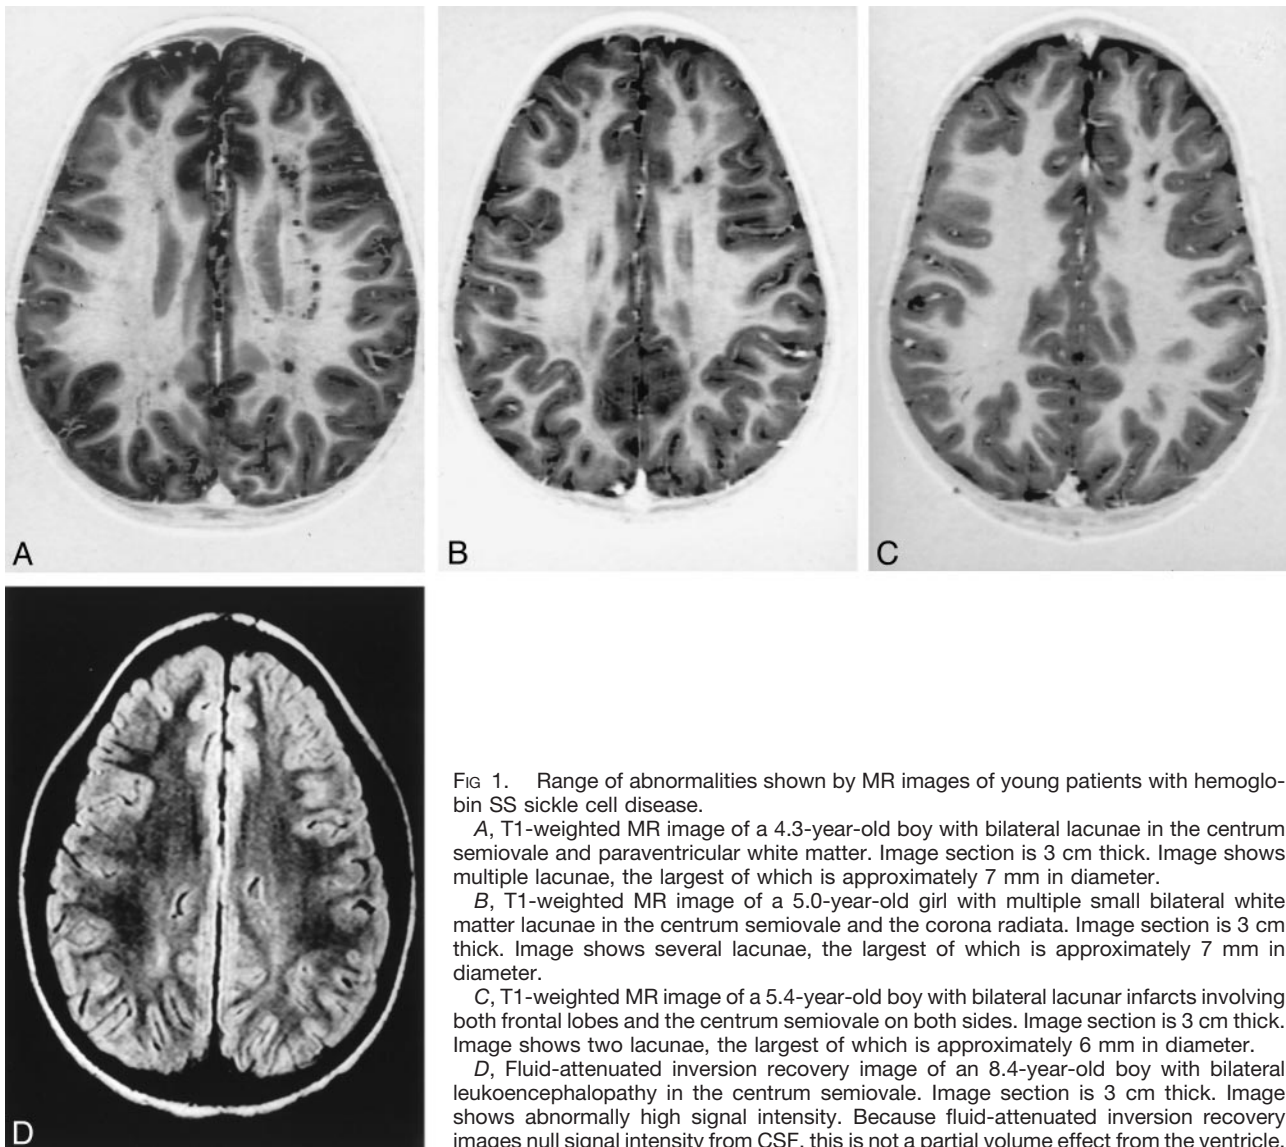 A
B
C
D
FIG 1. Range of abnormalities shown by MR images of young patients with hemoglo-
bin SS sickle cell disease.
A, T1-weighted MR image of a 4.3-year-old boy with bilateral lacunae in the centrum
semiovale and paraventricular white matter. Image section is 3 cm thick. Image shows
multiple lacunae, the largest of which is approximately 7 mm in diameter.
B, T1-weighted MR image of a 5.0-year-old girl with multiple small bilateral white
matter lacunae in the centrum semiovale and the corona radiata. Image section is 3 cm
thick. Image shows several lacunae, the largest of which is approximately 7 mm in
diameter.
C, T1-weighted MR image of a 5.4-year-old boy with bilateral lacunar infarcts involving
both frontal lobes and the centrum semiovale on both sides. Image section is 3 cm thick.
Image shows two lacunae, the largest of which is approximately 6 mm in diameter.
D, Fluid-attenuated inversion recovery image of an 8.4-year-old boy with bilateral
leukoencephalopathy in the centrum semiovale. Image section is 3 cm thick. Image
shows abnormally high signal intensity. Because fluid-attenuated inversion recovery
images null signal intensity from CSF, this is not a partial volume effect from the ventricle.